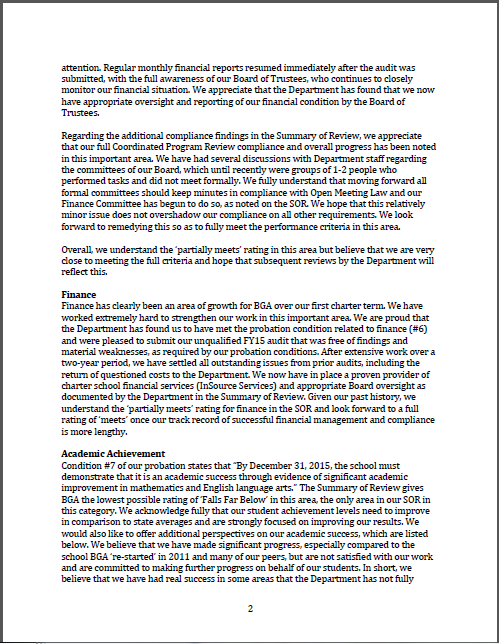 attention. Regular monthly financial reports resumed immediately after the audit was
submitted, with the full awareness of our Board of Trustees, who continues to closely
monitor our financial situation. We appreciate that the Department has found that we now
have appropriate oversight and reporting of our financial condition by the Board of
Trustees.
Regarding the additional compliance findings in the Summary of Review, we appreciate
that our full Coordinated Program Review compliance and overall progress has been noted
in this important area. We have had several discussions with Department staff regarding
the committees of our Board, which until recently were groups of 1-2 people who
performed tasks and did not meet formally. We fully understand that moving forward all
formal committees should keep minutes in compliance with Open Meeting Law and our
Finance Committee has begun to do so, as noted on the SOR. We hope that this relatively
minor issue does not overshadow our compliance on all other requirements. We look
forward to remedying this so as to fully meet the performance criteria in this area.
Overall, we understand the 'partially meets' rating in this area but believe that we are very
close to meeting the full criteria and hope that subsequent reviews by the Department will
reflect this.
Finance
Finance has clearly been an area of growth for BGA over our first charter term. We have
worked extremely hard to strengthen our work in this important area. We are proud that
the Department has found us to have met the probation condition related to finance (#6)
and were pleased to submit our unqualified FY15 audit that was free of findings and
material weaknesses, as required by our probation conditions. After extensive work over a
two-year period, we have settled all outstanding issues from prior audits, including the
return of questioned costs to the Department. We now have in place a proven provider of
charter school financial services (InSource Services) and appropriate Board oversight as
documented by the Department in the Summary of Review. Given our past history, we
understand the 'partially meets' rating for finance in the SOR and look forward to a full
rating of 'meets' once our track record of successful financial management and compliance
is more lengthy.
Academic Achievement
Condition #7 of our probation states that "By December 31, 2015, the school must
demonstrate that it is an academic success through evidence of significant academic
improvement in mathematics and English language arts." The Summary of Review gives
BGA the lowest possible rating of 'Falls Far Below' in this area, the only area in our SOR in
this category. We acknowledge fully that our student achievement levels need to improve
in comparison to state averages and are strongly focused on improving our results. We
would also like to offer additional perspectives on our academic success, which are listed
below. We believe that we have made significant progress, especially compared to the
school BGA 're-started' in 2011 and many of our peers, but are not satisfied with our work
and are committed to making further progress on behalf of our students. In short, we
believe that we have had real success in some areas that the Department has not fully
2